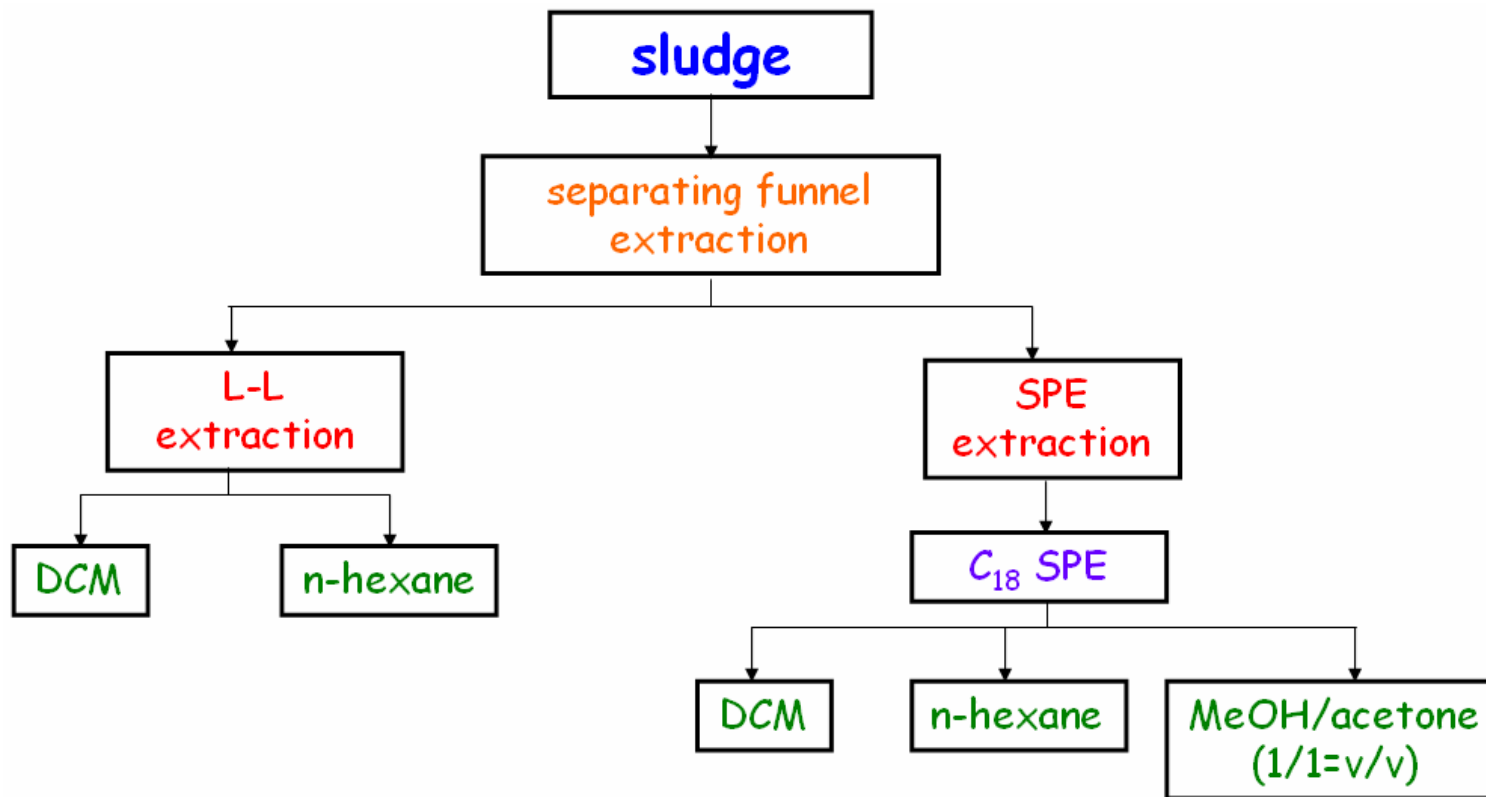 sludge
separating funnel
extraction
L-L
extraction
SPE
extraction
DCM
n-hexane
C₁₈ SPE
DCM
n-hexane
MeOH/acetone
(1/1=v/v)